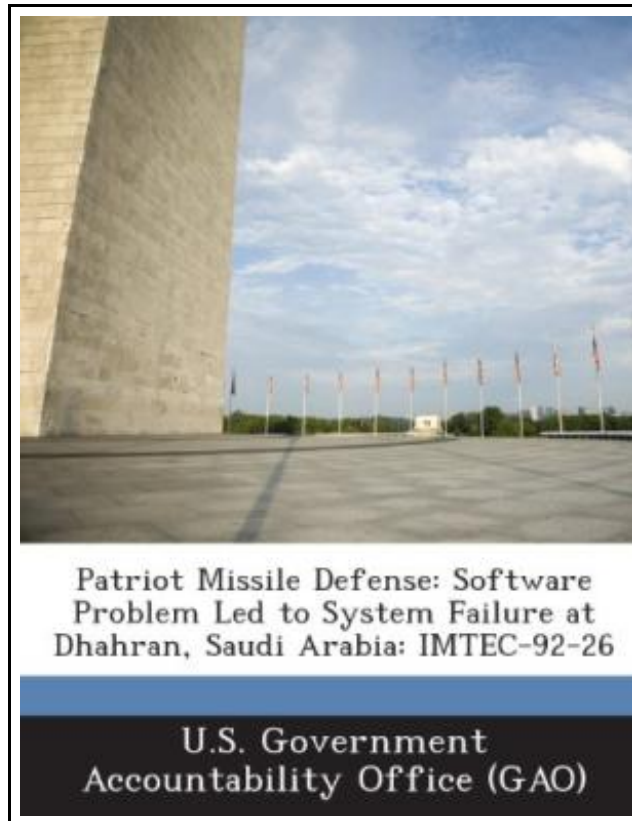 Patriot Missile Defense: Software
Problem Led to System Failure at
Dhahran, Saudi Arabia: IMTEC-92-26
U.S. Government
Accountability Office (GAO)